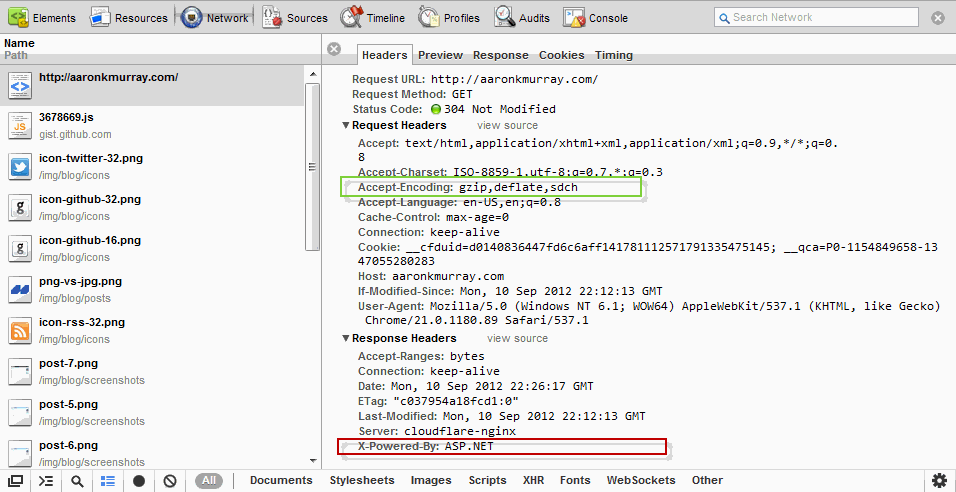 Elements Resources Network Sources Timeline Profiles Audits Console Search Network
Name
Path
http://aaronkmurray.com/
3678669.js
gist.github.com
icon-twitter-32.png
/img/blog/icons
icon-github-32.png
/img/blog/icons
icon-github-16.png
/img/blog/icons
png-vs-jpg.png
/img/blog/posts
icon-rss-32.png
/img/blog/icons
post-7.png
/img/blog/screenshots
post-5.png
/img/blog/screenshots
post-6.png
/img/blog/screenshots
Headers Preview Response Cookies Timing
Request URL: http://aaronkmurray.com/
Request Method: GET
Status Code: 304 Not Modified
Request Headers view source
Accept: text/html,application/xhtml+xml,application/xml;q=0.9,*/*;q=0.
8
Accept-Charset: ISO-8859-1,utf-8;q=0.7,*;q=0.3
Accept-Encoding: gzip,deflate,sdch
Accept-Language: en-US,en;q=0.8
Cache-Control: max-age=0
Connection: keep-alive
Cookie: __cfduid=d0140836447fd6c6aff141781112571791335475145; __qca=P0-1154849658-13
47055280283
Host: aaronkmurray.com
If-Modified-Since: Mon, 10 Sep 2012 22:12:13 GMT
User-Agent: Mozilla/5.0 (Windows NT 6.1; WOW64) AppleWebKit/537.1 (KHTML, like Gecko)
Chrome/21.0.1180.89 Safari/537.1
Response Headers view source
Accept-Ranges: bytes
Connection: keep-alive
Date: Mon, 10 Sep 2012 22:26:17 GMT
ETag: "c037954a18fcd1:0"
Last-Modified: Mon, 10 Sep 2012 22:12:13 GMT
Server: cloudflare-nginx
X-Powered-By: ASP.NET
All Documents Stylesheets Images Scripts XHR Fonts WebSockets Other